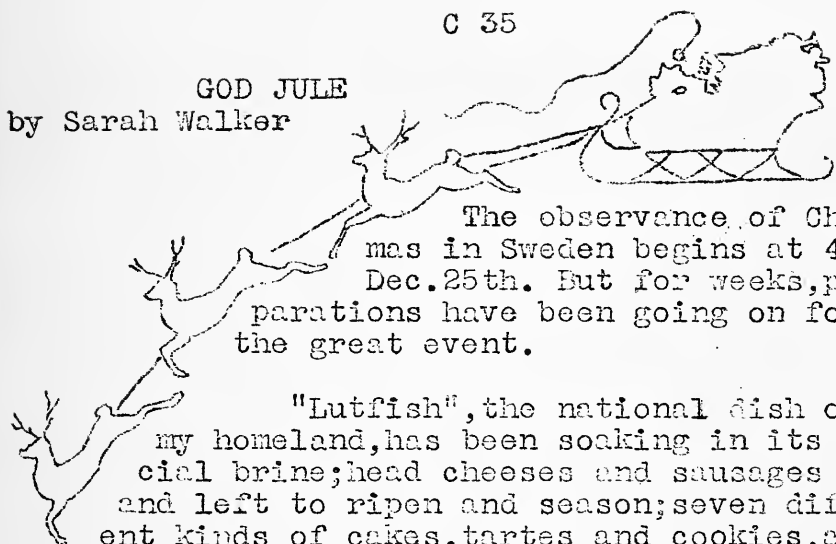 C 35
GOD JULE
by Sarah Walker
The observance of Ch
mas in Sweden begins at 4
Dec.25th. But for weeks,p
parations have been going on fo
the great event.
"Lutfish",the national dish o
my homeland,has been soaking in its
cial brine;head cheeses and sausages
and left to ripen and season;seven dif
ent kinds of cakes,tartes and cookies,a